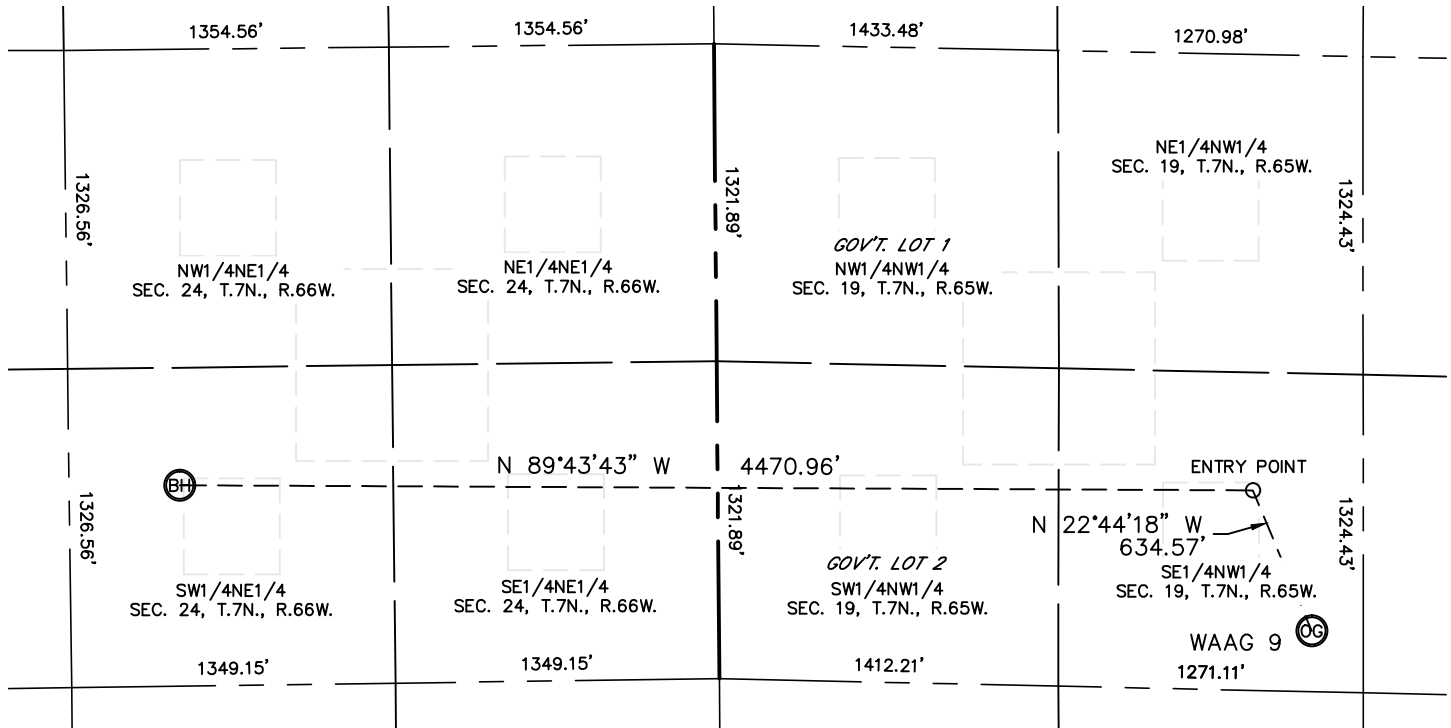 1354.56'
1354.56'
1433.48'
1270.98'
NE1/4NW1/4
SEC. 19, T.7N., R.65W.
1326.56'
1321.89'
1324.43'
GOV'T. LOT 1
NW1/4NE1/4
SEC. 24, T.7N., R.66W.
NE1/4NE1/4
SEC. 24, T.7N., R.66W.
NW1/4NW1/4
SEC. 19, T.7N., R.65W.
N 89°43'43" W 4470.96'
ENTRY POINT
BH
1326.56'
1321.89'
1324.43'
N 22°44'18" W
634.57'
GOV'T. LOT 2
SW1/4NE1/4
SEC. 24, T.7N., R.66W.
SE1/4NE1/4
SEC. 24, T.7N., R.66W.
SW1/4NW1/4
SEC. 19, T.7N., R.65W.
SE1/4NW1/4
SEC. 19, T.7N., R.65W.
OG
WAAG 9
1349.15'
1349.15'
1412.21'
1271.11'